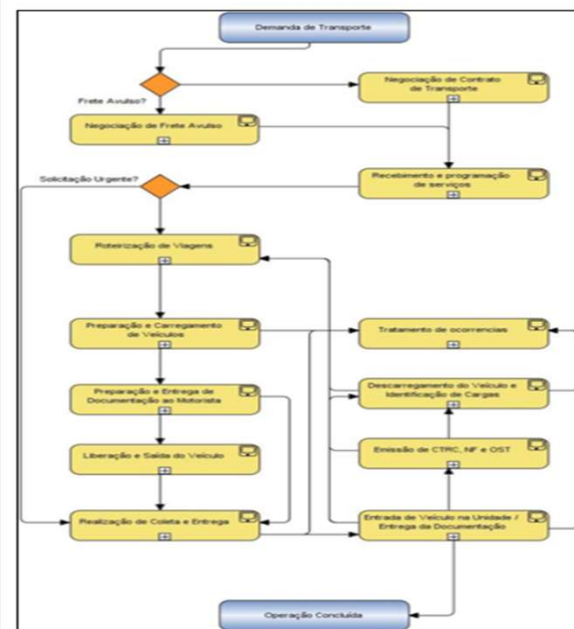 Demanda de Transporte
Frete Avulso?
Negociação de Contrato
de Transporte
Negociação de Frete Avulso
Solicitação Urgente?
Recebimento e programação
de serviços
Roteirização de Viagens
Preparação e Carregamento
de Veículos
Tratamento de ocorrencias
Preparação e Entrega de
Documentação ao Motorista
Descarregamento do Veículo e
Identificação de Cargas
Liberação e Saída do Veículo
Emissão de CTRC, NF e OST
Realização de Coleta e Entrega
Entrada de Veículo na Unidade /
Entrega da Documentação
Operação Concluída